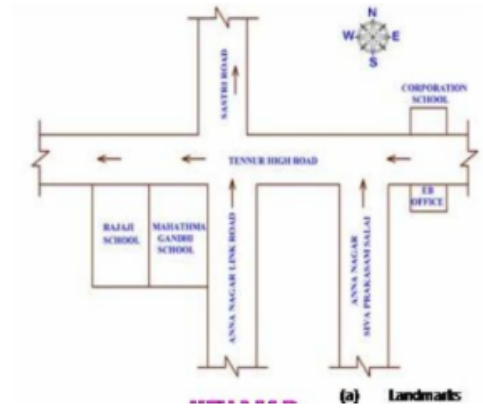 N
W E
S
SASTRI ROAD
CORPORATION
SCHOOL
TENNUR HIGH ROAD
EB
OFFICE
RAJAJI
SCHOOL
MAHATHMA
GANDHI
SCHOOL
ANNA NAGAR LINK ROAD
ANNA NAGAR
SIVA PRAKASAM SALAI
(a) Landmarks